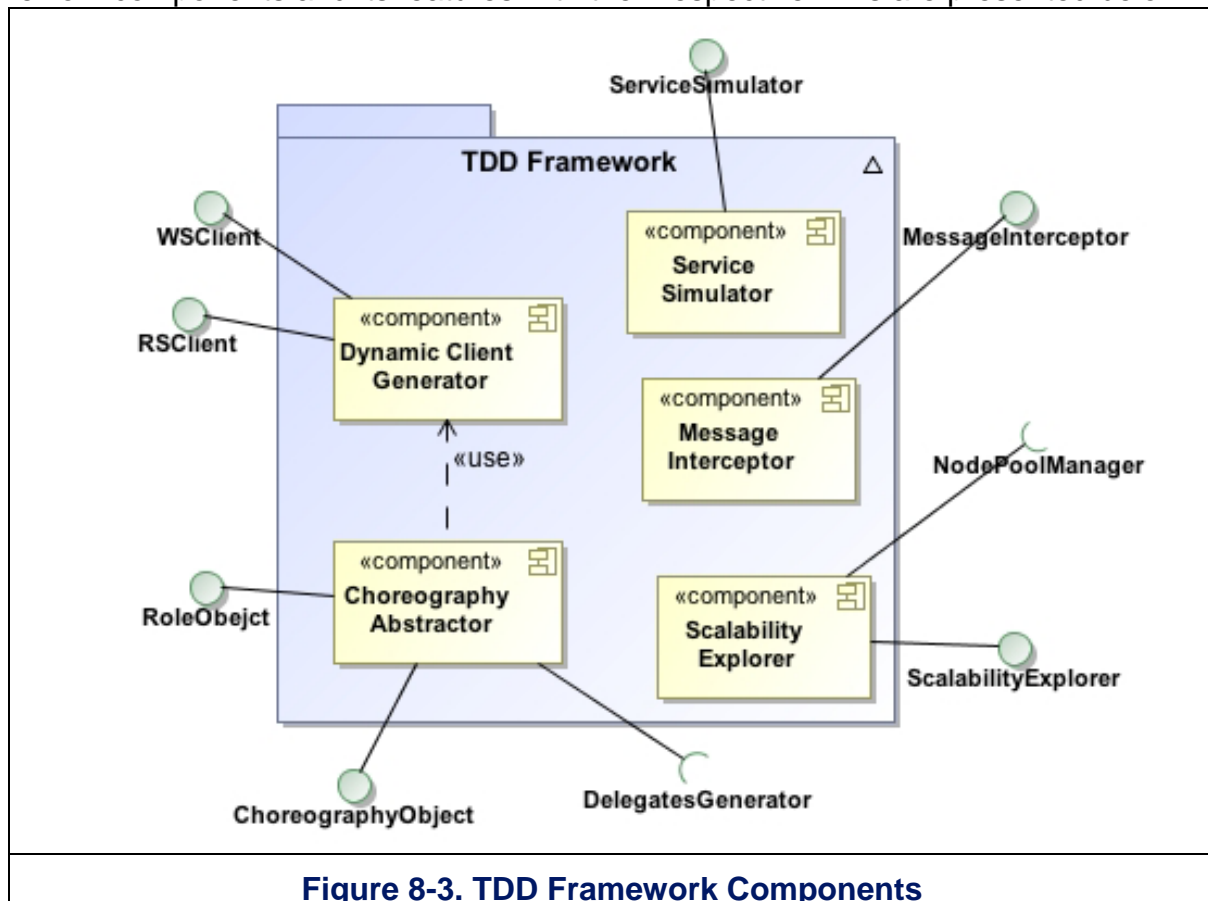 ServiceSimulator
TDD Framework
WSClient
«component»
Service
Simulator
MessageInterceptor
RSClient
«component»
Dynamic Client
Generator
«component»
Message
Interceptor
NodePoolManager
«use»
«component»
Choreography
Abstractor
RoleObejct
«component»
Scalability
Explorer
ScalabilityExplorer
ChoreographyObject
DelegatesGenerator
Figure 8-3. TDD Framework Components